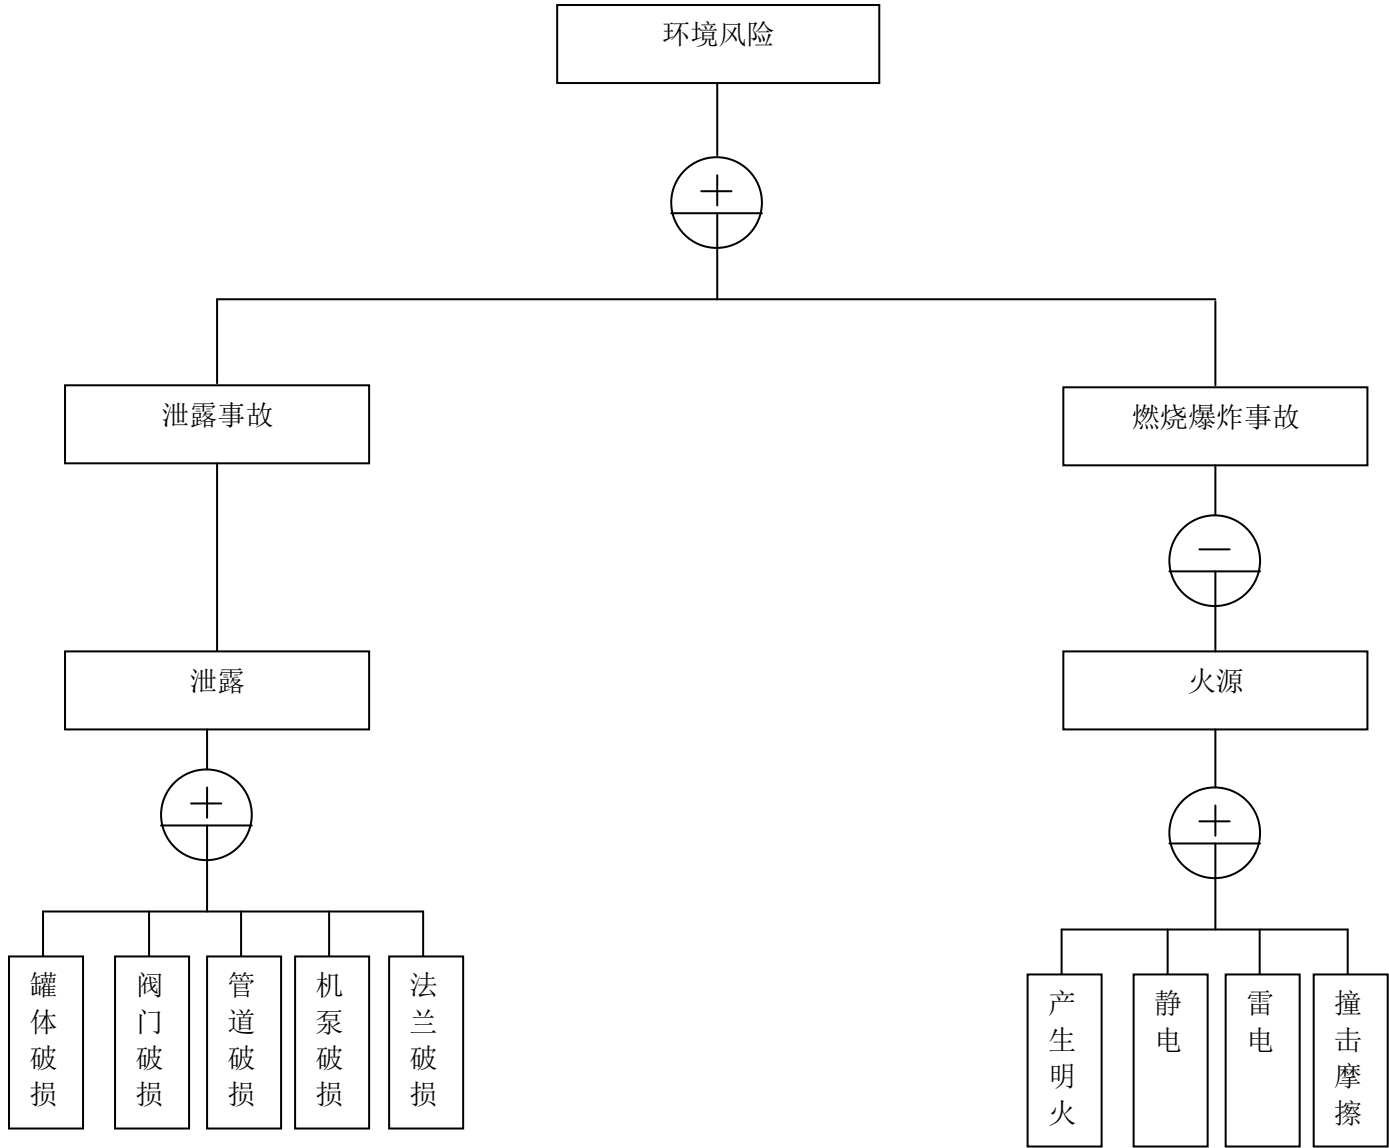 环境风险
+
泄露事故
燃烧爆炸事故
—
泄露
火源
+
+
罐体破损
阀门破损
管道破损
机泵破损
法兰破损
产生明火
静电
雷电
撞击摩擦